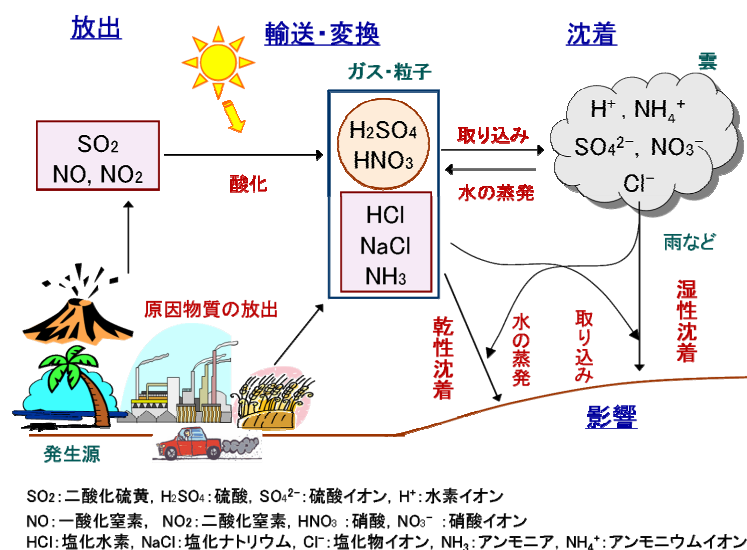 放出
輸送・変換
沈着
ガス・粒子
雲
SO₂
NO, NO₂
酸化
H₂SO₄
HNO₃
HCl
NaCl
NH₃
取り込み
水の蒸発
H⁺, NH₄⁺
SO₄²⁻, NO₃⁻
Cl⁻
雨など
原因物質の放出
乾性沈着
水の蒸発
取り込み
湿性沈着
影響
発生源
SO₂:二酸化硫黄, H₂SO₄:硫酸, SO₄²⁻:硫酸イオン, H⁺:水素イオン
NO:一酸化窒素, NO₂:二酸化窒素, HNO₃:硝酸, NO₃⁻:硝酸イオン
HCl:塩化水素, NaCl:塩化ナトリウム, Cl⁻:塩化物イオン, NH₃:アンモニア, NH₄⁺:アンモニウムイオン